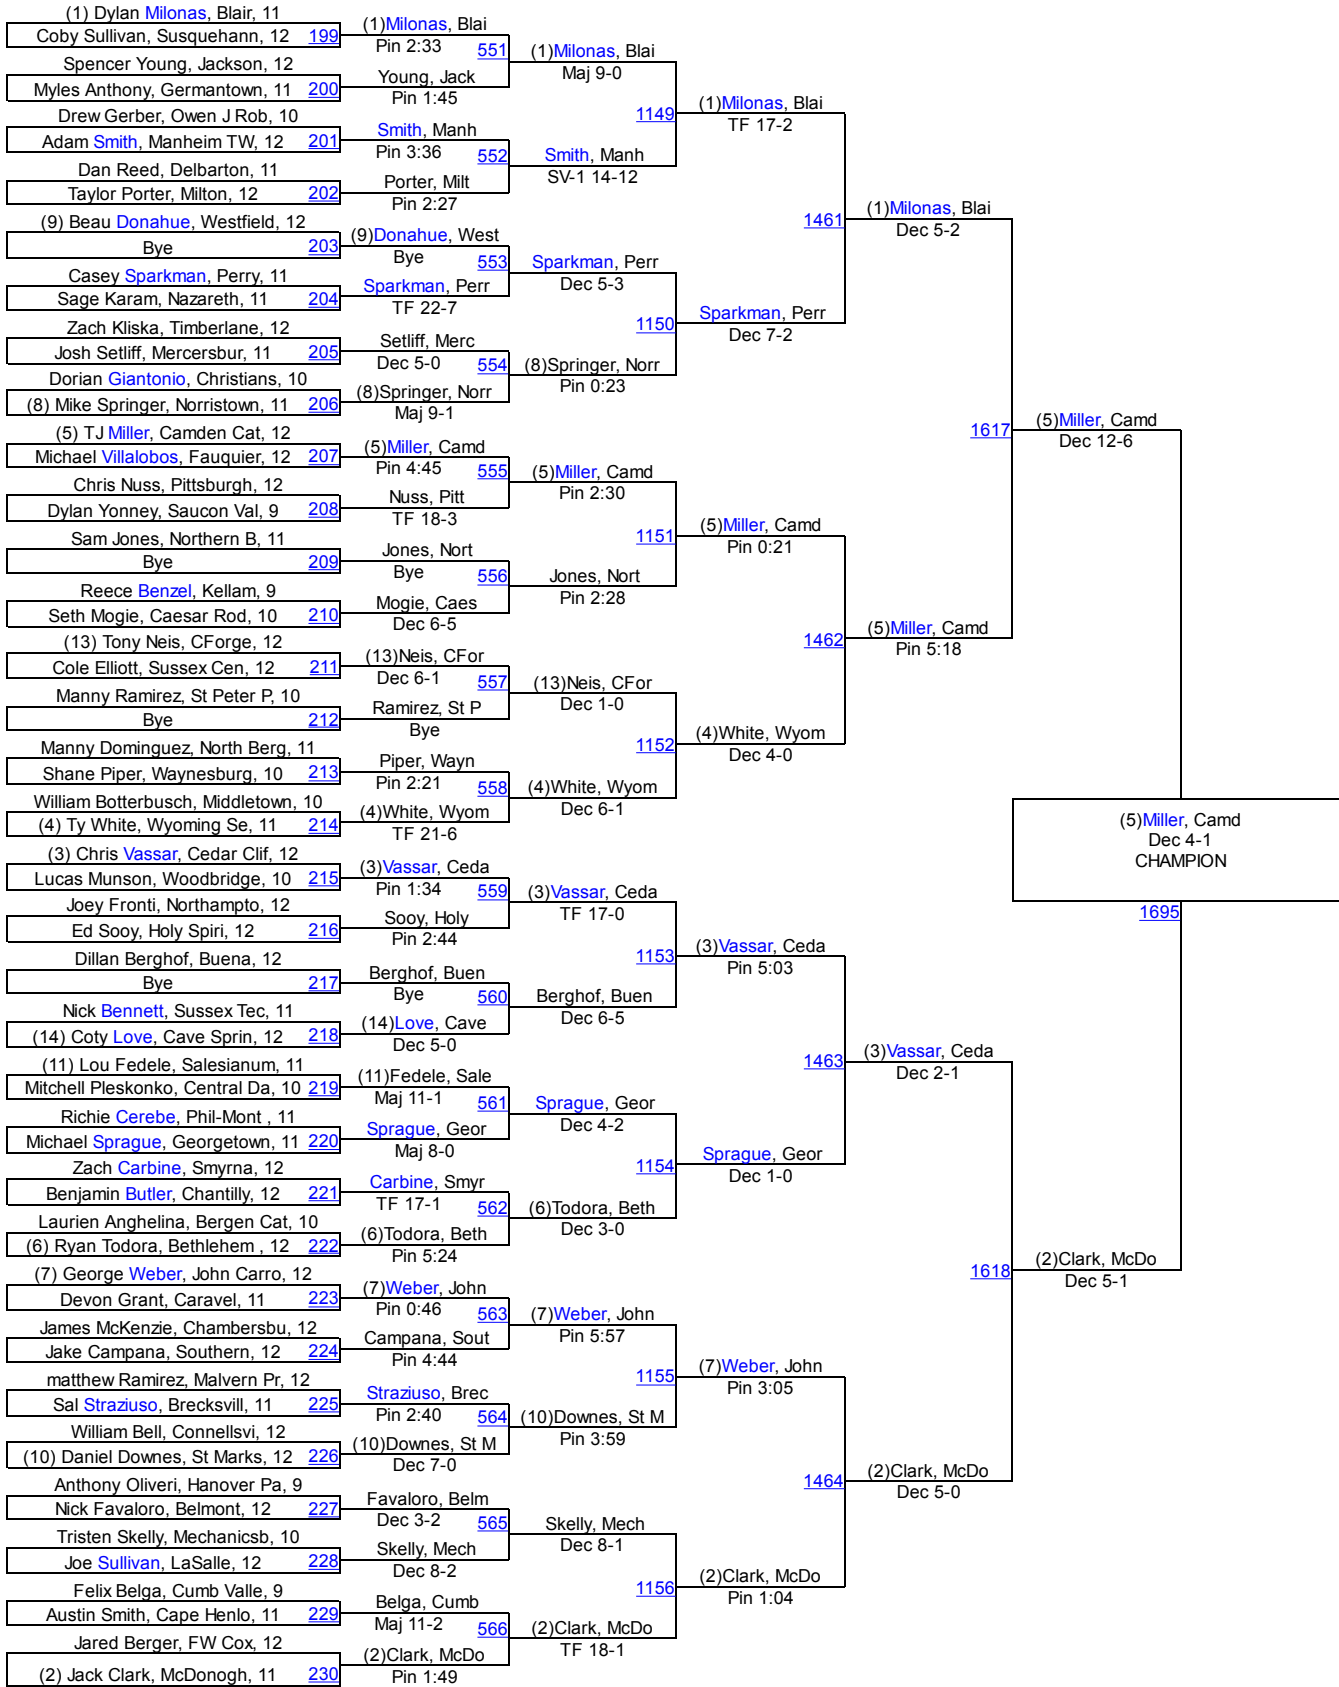 (1) Dylan Milonas, Blair, 11
Coby Sullivan, Susquehann, 12 199
Spencer Young, Jackson, 12
Myles Anthony, Germantown, 11 200
Drew Gerber, Owen J Rob, 10
Adam Smith, Manheim TW, 12 201
Dan Reed, Delbarton, 11
Taylor Porter, Milton, 12 202
(9) Beau Donahue, Westfield, 12
Bye 203
Casey Sparkman, Perry, 11
Sage Karam, Nazareth, 11 204
Zach Kliska, Timberlane, 12
Josh Setliff, Mercersbur, 11 205
Dorian Giantonio, Christians, 10
(8) Mike Springer, Norristown, 11 206
(5) TJ Miller, Camden Cat, 12
Michael Villalobos, Fauquier, 12 207
Chris Nuss, Pittsburgh, 12
Dylan Yonney, Saucon Val, 9 208
Sam Jones, Northern B, 11
Bye 209
Reece Benzel, Kellam, 9
Seth Mogie, Caesar Rod, 10 210
(13) Tony Neis, CForge, 12
Cole Elliott, Sussex Cen, 12 211
Manny Ramirez, St Peter P, 10
Bye 212
Manny Dominguez, North Berg, 11
Shane Piper, Waynesburg, 10 213
William Botterbusch, Middletown, 10
(4) Ty White, Wyoming Se, 11 214
(3) Chris Vassar, Cedar Clif, 12
Lucas Munson, Woodbridge, 10 215
Joey Fronti, Northampto, 12
Ed Sooy, Holy Spiri, 12 216
Dillan Berghof, Buena, 12
Bye 217
Nick Bennett, Sussex Tec, 11
(14) Coty Love, Cave Sprin, 12 218
(11) Lou Fedele, Salesianum, 11
Mitchell Pleskonko, Central Da, 10 219
Richie Cerebe, Phil-Mont , 11
Michael Sprague, Georgetown, 11 220
Zach Carbine, Smyrna, 12
Benjamin Butler, Chantilly, 12 221
Laurien Anghelina, Bergen Cat, 10
(6) Ryan Todora, Bethlehem , 12 222
(7) George Weber, John Carro, 12
Devon Grant, Caravel, 11 223
James McKenzie, Chambersbu, 12
Jake Campana, Southern, 12 224
matthew Ramirez, Malvern Pr, 12
Sal Straziuso, Brecksvill, 11 225
William Bell, Connellsvi, 12
(10) Daniel Downes, St Marks, 12 226
Anthony Oliveri, Hanover Pa, 9
Nick Favaloro, Belmont, 12 227
Tristen Skelly, Mechanicsb, 10
Joe Sullivan, LaSalle, 12 228
Felix Belga, Cumb Valle, 9
Austin Smith, Cape Henlo, 11 229
Jared Berger, FW Cox, 12
(2) Jack Clark, McDonogh, 11 230
(1)Milonas, Blai
Pin 2:33
551
Young, Jack
Pin 1:45
Smith, Manh
Pin 3:36
552
Porter, Milt
Pin 2:27
(9)Donahue, West
Bye
553
Sparkman, Perr
TF 22-7
Setliff, Merc
Dec 5-0
554
(8)Springer, Norr
Maj 9-1
(5)Miller, Camd
Pin 4:45
555
Nuss, Pitt
TF 18-3
Jones, Nort
Bye
556
Mogie, Caes
Dec 6-5
(13)Neis, CFor
Dec 6-1
557
Ramirez, St P
Bye
Piper, Wayn
Pin 2:21
558
(4)White, Wyom
TF 21-6
(3)Vassar, Ceda
Pin 1:34
559
Sooy, Holy
Pin 2:44
Berghof, Buen
Bye
560
(14)Love, Cave
Dec 5-0
(11)Fedele, Sale
Maj 11-1
561
Sprague, Geor
Maj 8-0
Carbine, Smyr
TF 17-1
562
(6)Todora, Beth
Pin 5:24
(7)Weber, John
Pin 0:46
563
Campana, Sout
Pin 4:44
Straziuso, Brec
Pin 2:40
564
(10)Downes, St M
Dec 7-0
Favaloro, Belm
Dec 3-2
565
Skelly, Mech
Dec 8-2
Belga, Cumb
Maj 11-2
566
(2)Clark, McDo
Pin 1:49
(1)Milonas, Blai
Maj 9-0
1149
Smith, Manh
SV-1 14-12
Sparkman, Perr
Dec 5-3
1150
(8)Springer, Norr
Pin 0:23
(5)Miller, Camd
Pin 2:30
1151
Jones, Nort
Pin 2:28
(13)Neis, CFor
Dec 1-0
1152
(4)White, Wyom
Dec 6-1
(3)Vassar, Ceda
TF 17-0
1153
Berghof, Buen
Dec 6-5
Sprague, Geor
Dec 4-2
1154
(6)Todora, Beth
Dec 3-0
(7)Weber, John
Pin 5:57
1155
(10)Downes, St M
Pin 3:59
Skelly, Mech
Dec 8-1
1156
(2)Clark, McDo
TF 18-1
(1)Milonas, Blai
TF 17-2
1461
Sparkman, Perr
Dec 7-2
(5)Miller, Camd
Pin 0:21
1462
(4)White, Wyom
Dec 4-0
(3)Vassar, Ceda
Pin 5:03
1463
Sprague, Geor
Dec 1-0
(7)Weber, John
Pin 3:05
1464
(2)Clark, McDo
Pin 1:04
(1)Milonas, Blai
Dec 5-2
1617
(5)Miller, Camd
Pin 5:18
(3)Vassar, Ceda
Dec 2-1
1618
(2)Clark, McDo
Dec 5-0
(5)Miller, Camd
Dec 12-6
(2)Clark, McDo
Dec 5-1
(5)Miller, Camd
Dec 4-1
CHAMPION
1695